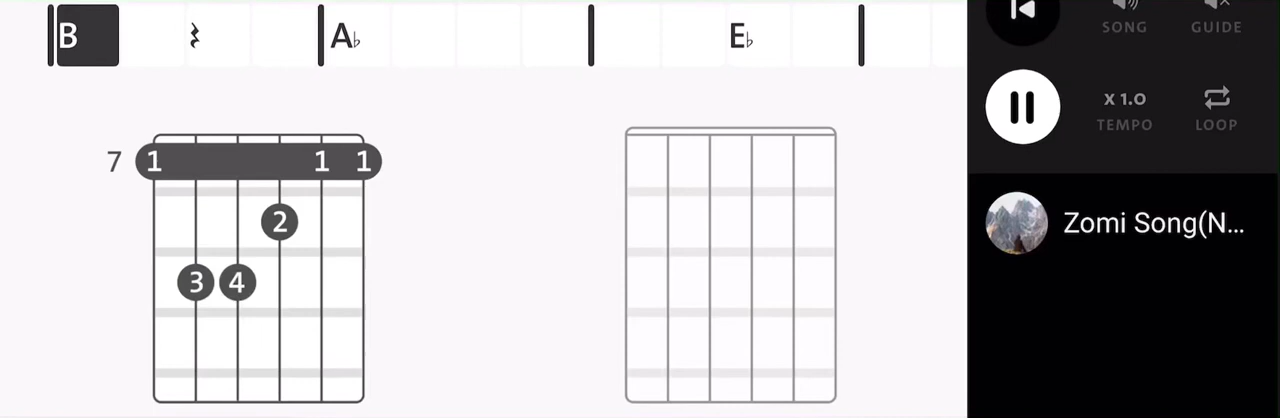 B A♭ E♭
SONG GUIDE
7 1 1 1
2
3 4
x 1.0
TEMPO LOOP
Zomi Song(N...